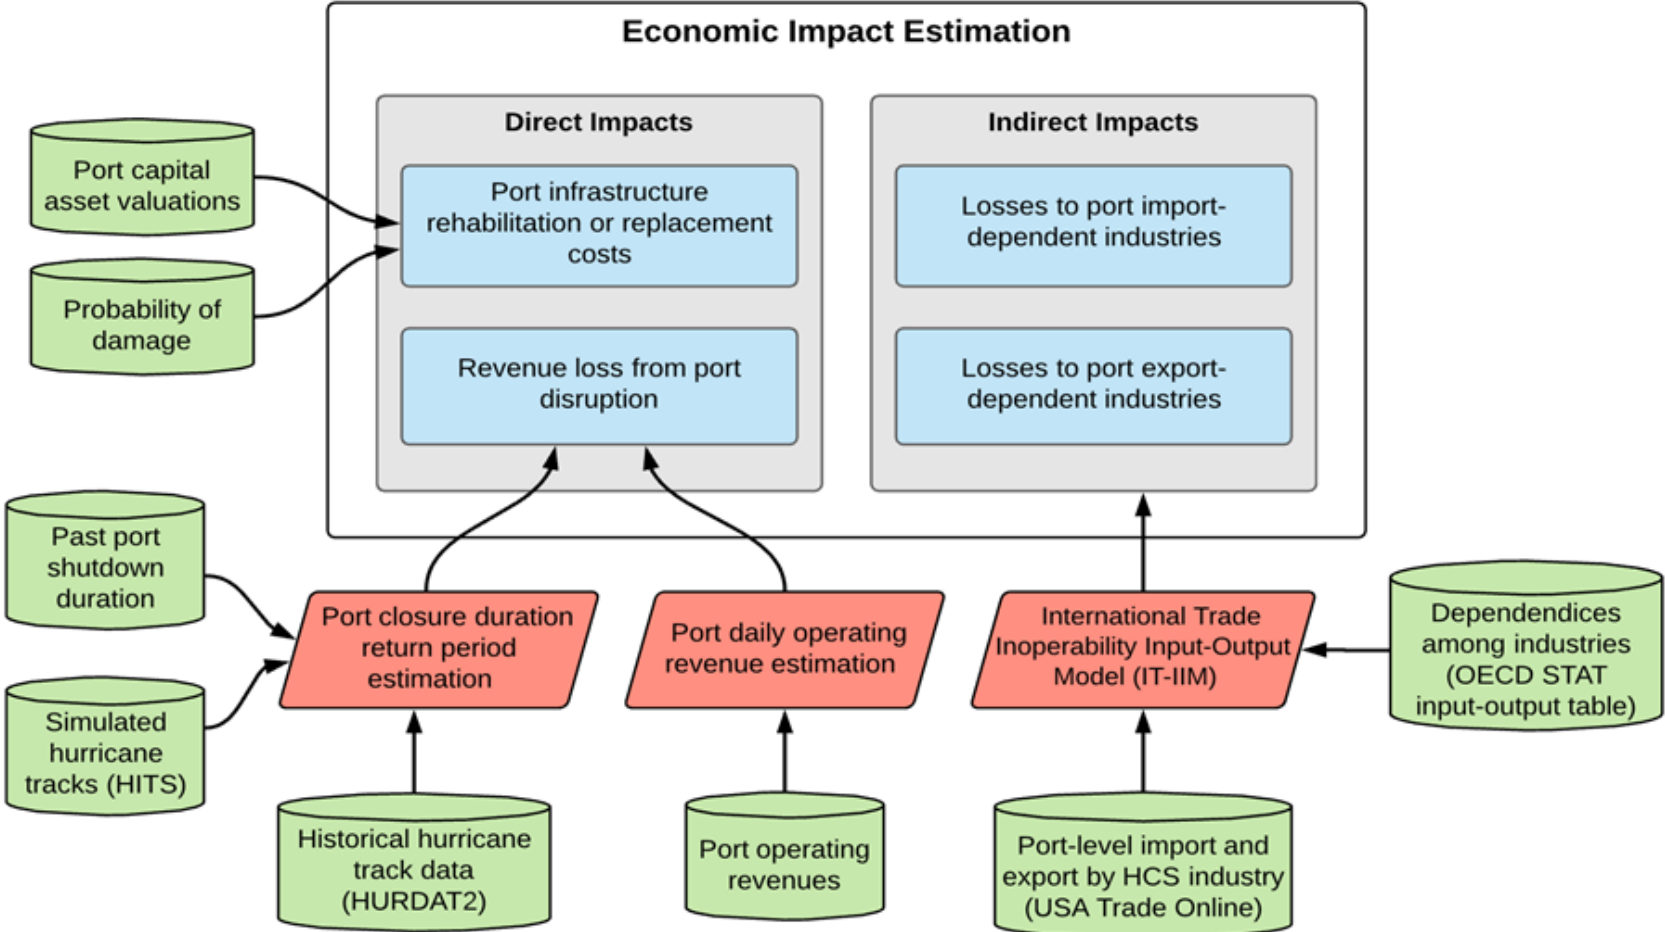 Economic Impact Estimation
Direct Impacts
Indirect Impacts
Port capital
asset valuations
Port infrastructure
rehabilitation or replacement
costs
Losses to port import-
dependent industries
Probability of
damage
Revenue loss from port
disruption
Losses to port export-
dependent industries
Past port
shutdown
duration
Port closure duration
return period
estimation
Port daily operating
revenue estimation
International Trade
Inoperability Input-Output
Model (IT-IIM)
Dependendices
among industries
(OECD STAT
input-output table)
Simulated
hurricane
tracks (HITS)
Historical hurricane
track data
(HURDAT2)
Port operating
revenues
Port-level import and
export by HCS industry
(USA Trade Online)